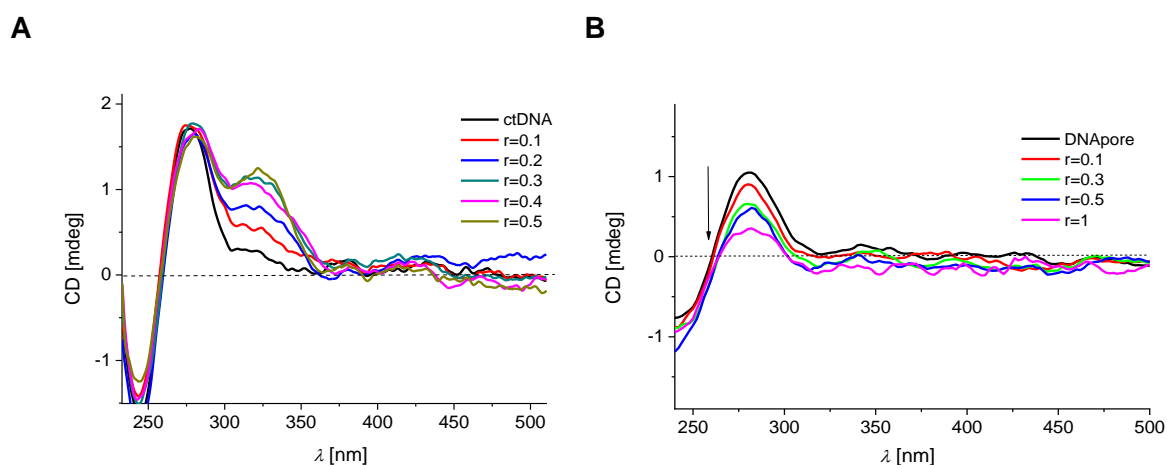 A
B
CD [mdeg]
2
1
0
-1
250
300
350
400
450
500
λ [nm]
ctDNA
r=0.1
r=0.2
r=0.3
r=0.4
r=0.5
CD [mdeg]
1
0
-1
250
300
350
400
450
500
λ [nm]
DNApore
r=0.1
r=0.3
r=0.5
r=1